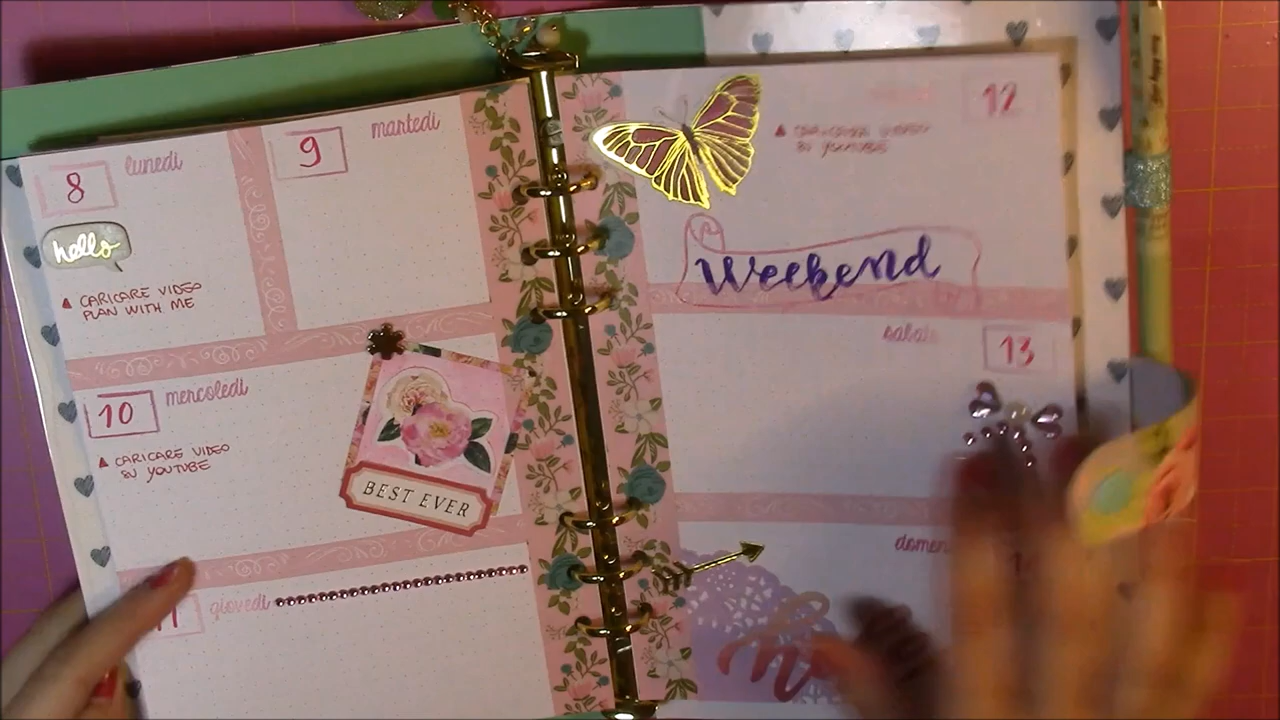 8
lunedì
hello
CARICARE VIDEO
PLAN WITH ME
9
martedì
10
mercoledì
CARICARE VIDEO
SU YOUTUBE
BEST EVER
11
giovedì
12
CARICARE VIDEO
SU YOUTUBE
Weekend
sabato
13